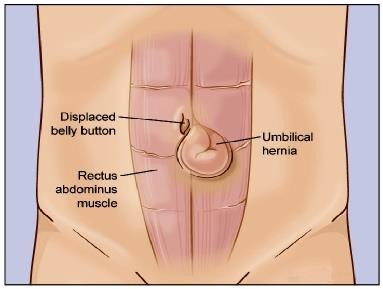 Displaced
belly button
Umbilical
hernia
Rectus
abdominus
muscle